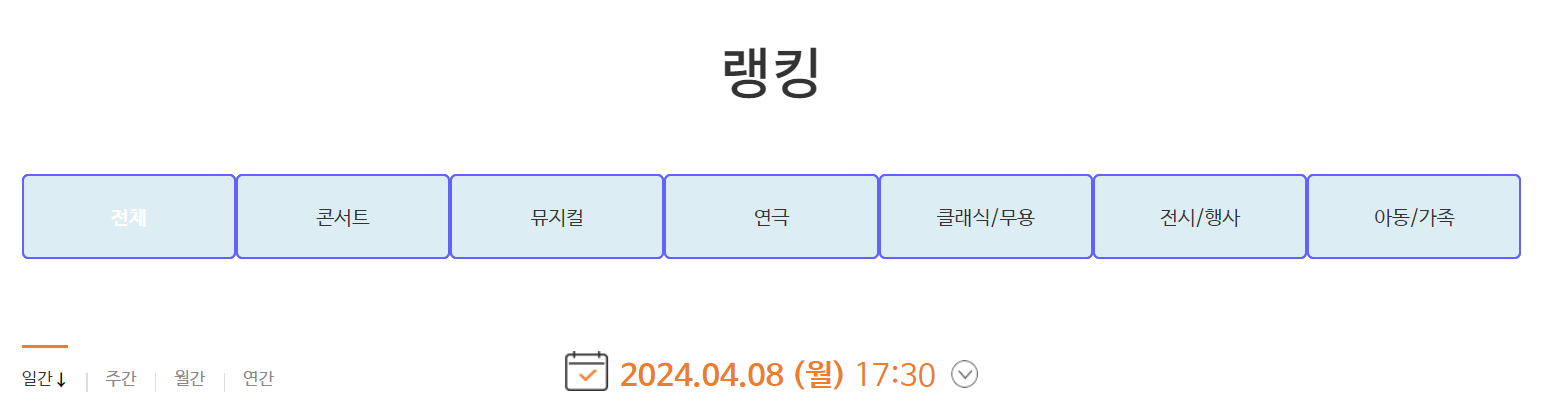 랭킹
전체 콘서트 뮤지컬 연극 클래식/무용 전시/행사 아동/가족
일간↓ 주간 월간 연간 2024.04.08 (월) 17:30